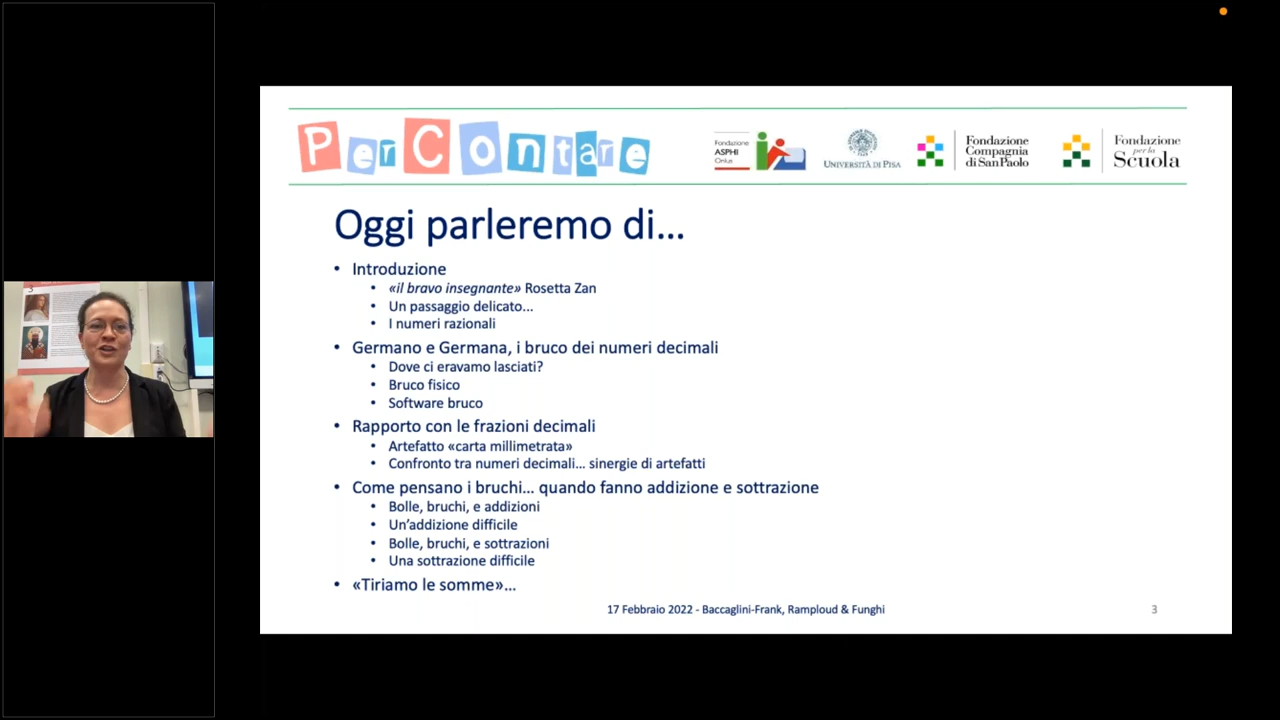 PerContare
Fondazione
ASPHI
Onlus
UNIVERSITÀ DI PISA
Fondazione
Compagnia
di SanPaolo
Fondazione
per la
Scuola
Oggi parleremo di...
• Introduzione
• «il bravo insegnante» Rosetta Zan
• Un passaggio delicato...
• I numeri razionali
• Germano e Germana, i bruco dei numeri decimali
• Dove ci eravamo lasciati?
• Bruco fisico
• Software bruco
• Rapporto con le frazioni decimali
• Artefatto «carta millimetrata»
• Confronto tra numeri decimali... sinergie di artefatti
• Come pensano i bruchi... quando fanno addizione e sottrazione
• Bolle, bruchi, e addizioni
• Un'addizione difficile
• Bolle, bruchi, e sottrazioni
• Una sottrazione difficile
• «Tiriamo le somme»...
17 Febbraio 2022 - Baccaglini-Frank, Ramploud & Funghi
3